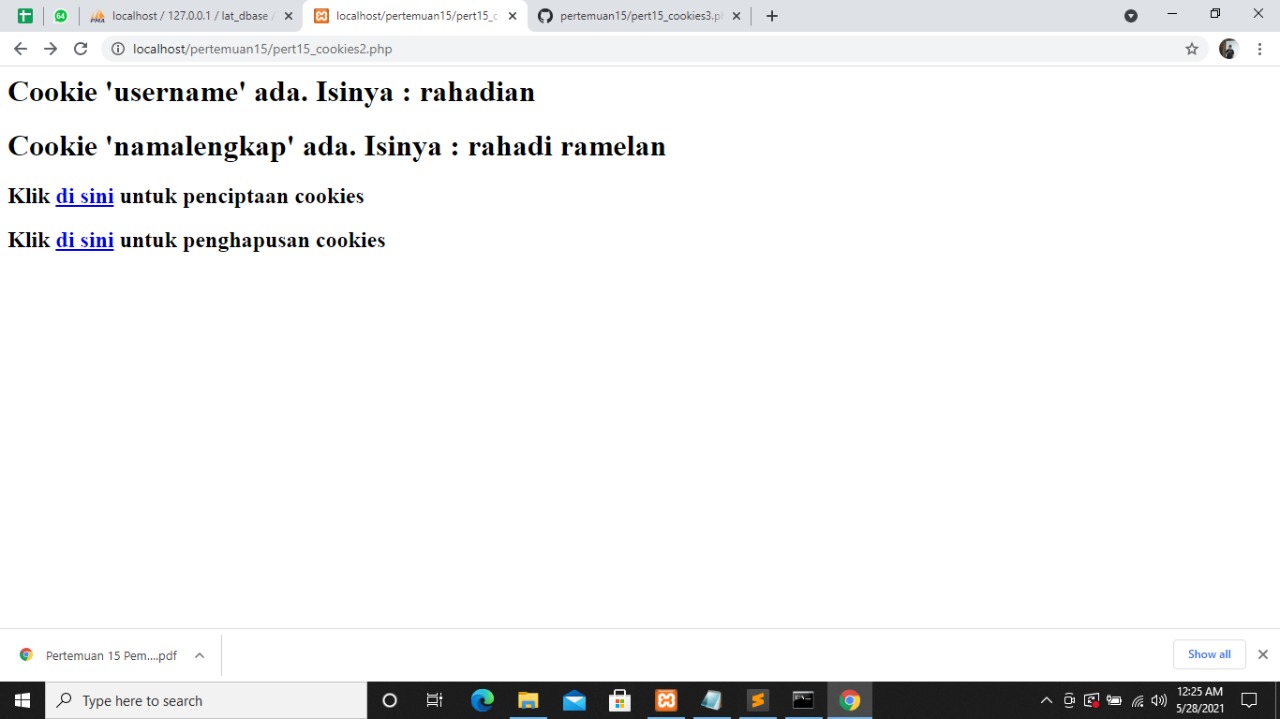 64
localhost / 127.0.0.1 / lat_dbase /
localhost/pertemuan15/pert15_c
pertemuan15/pert15_cookies3.p
localhost/pertemuan15/pert15_cookies2.php
Cookie 'username' ada. Isinya : rahadian
Cookie 'namalengkap' ada. Isinya : rahadi ramelan
Klik di sini untuk penciptaan cookies
Klik di sini untuk penghapusan cookies
Pertemuan 15 Pem....pdf
Show all
Type here to search
12:25 AM
5/28/2021